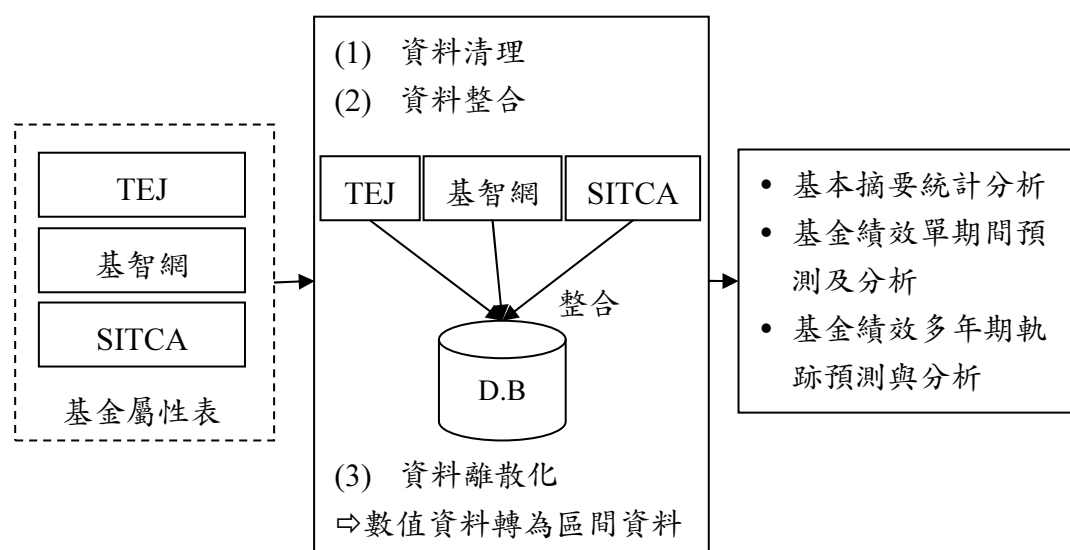 TEJ
基智網
SITCA
基金屬性表
(1) 資料清理
(2) 資料整合
TEJ
基智網
SITCA
整合
D.B
(3) 資料離散化
⇨數值資料轉為區間資料
• 基本摘要統計分析
• 基金績效單期間預
測及分析
• 基金績效多年期軌
跡預測與分析